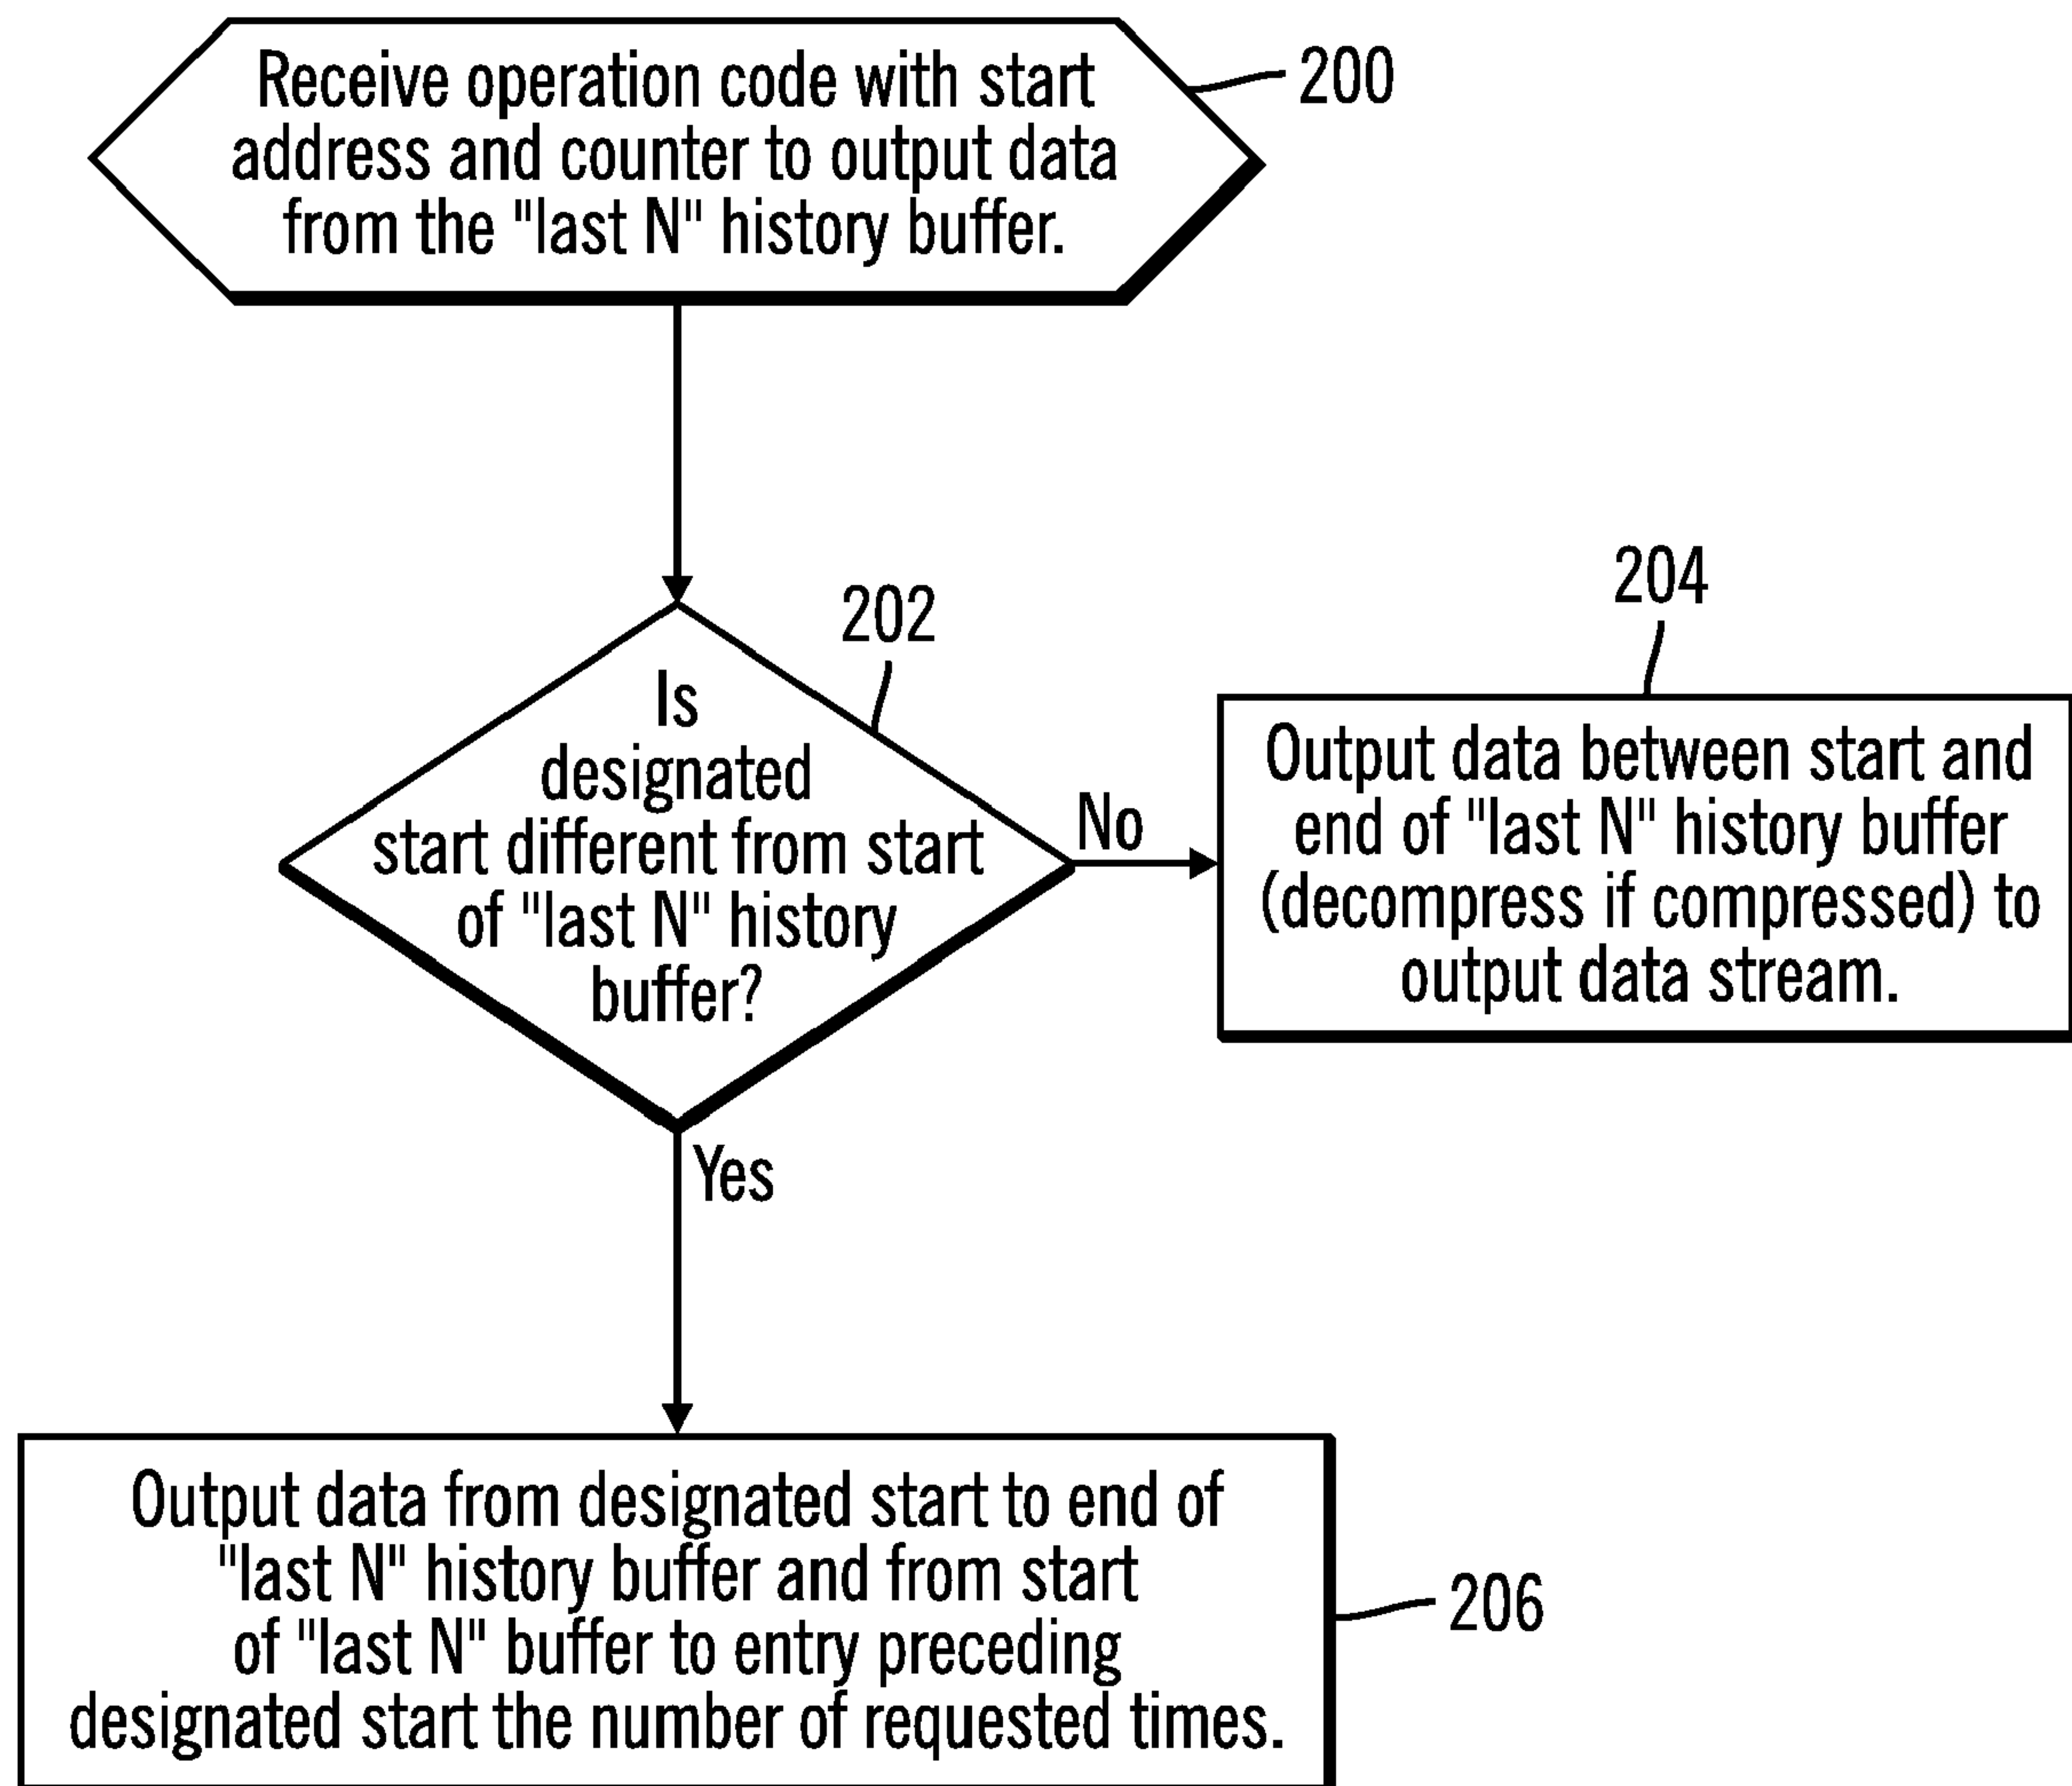 Receive operation code with start
address and counter to output data
from the "last N" history buffer.
200
202
Is
designated
start different from start
of "last N" history
buffer?
No
204
Output data between start and
end of "last N" history buffer
(decompress if compressed) to
output data stream.
Yes
Output data from designated start to end of
"last N" history buffer and from start
of "last N" buffer to entry preceding
designated start the number of requested times.
206